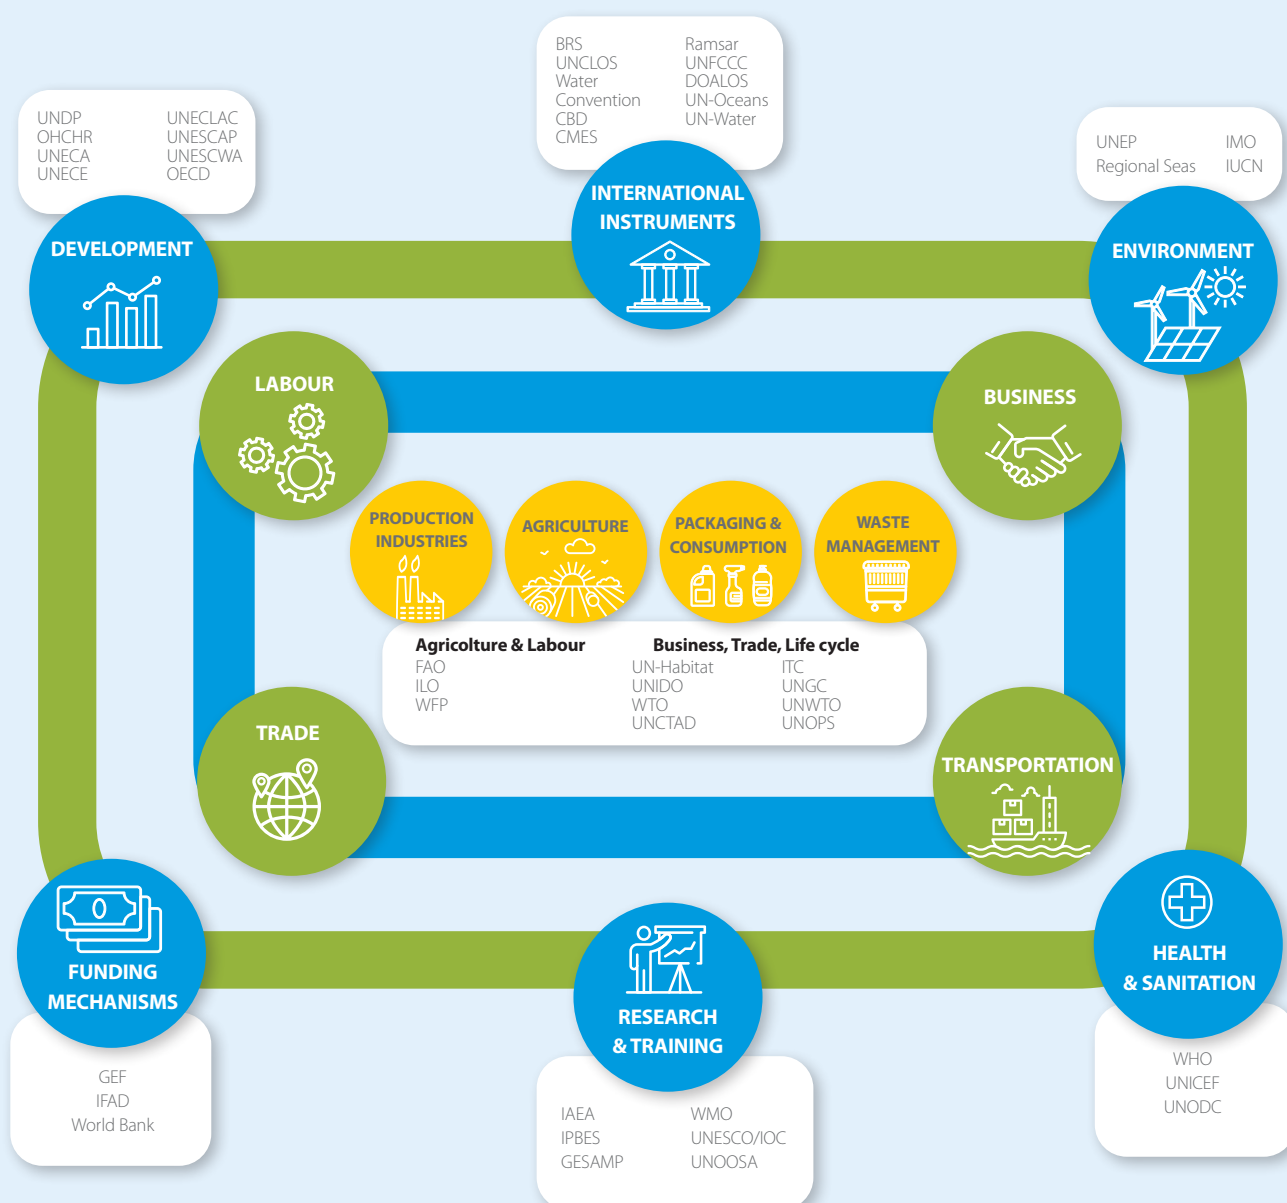 BRS
UNCLOS
Water
Convention
CBD
CMES
Ramsar
UNFCCC
DOALOS
UN-Oceans
UN-Water
INTERNATIONAL
INSTRUMENTS
UNDP
OHCHR
UNECA
UNECE
UNECLAC
UNESCAP
UNESCWA
OECD
DEVELOPMENT
UNEP
Regional Seas
IMO
IUCN
ENVIRONMENT
LABOUR
BUSINESS
PRODUCTION
INDUSTRIES
AGRICULTURE
PACKAGING &
CONSUMPTION
WASTE
MANAGEMENT
Agricolture & Labour
FAO
ILO
WFP
Business, Trade, Life cycle
UN-Habitat
UNIDO
WTO
UNCTAD
ITC
UNGC
UNWTO
UNOPS
TRADE
TRANSPORTATION
FUNDING
MECHANISMS
GEF
IFAD
World Bank
RESEARCH
& TRAINING
IAEA
IPBES
GESAMP
WMO
UNESCO/IOC
UNOOSA
HEALTH
& SANITATION
WHO
UNICEF
UNODC